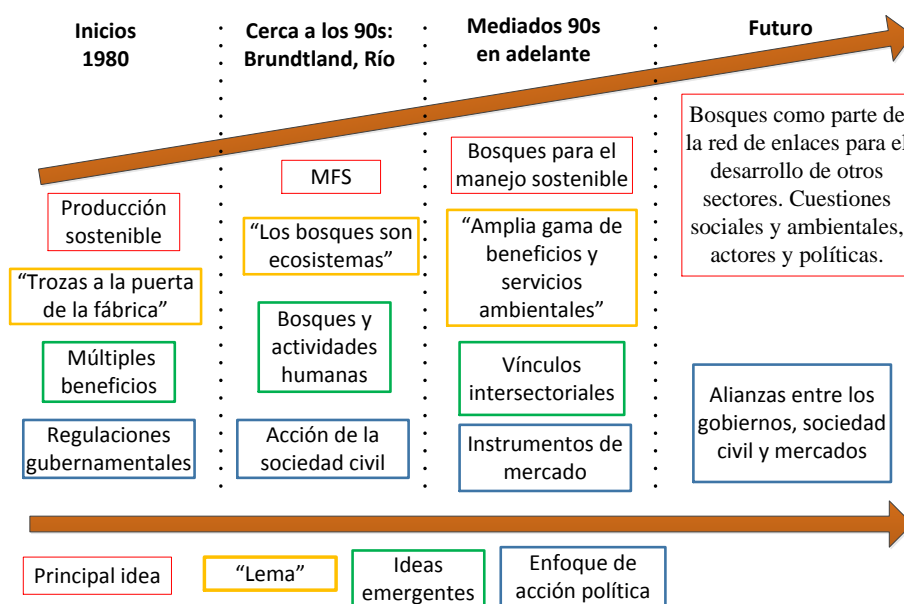 Inicios
1980
Cerca a los 90s:
Brundtland, Río
Mediados 90s
en adelante
Futuro
Producción
sostenible
"Trozas a la puerta
de la fábrica"
Múltiples
beneficios
Regulaciones
gubernamentales
MFS
"Los bosques son
ecosistemas"
Bosques y
actividades
humanas
Acción de la
sociedad civil
Bosques para el
manejo sostenible
"Amplia gama de
beneficios y
servicios
ambientales"
Vínculos
intersectoriales
Instrumentos de
mercado
Bosques como parte de
la red de enlaces para el
desarrollo de otros
sectores. Cuestiones
sociales y ambientales,
actores y políticas.
Alianzas entre los
gobiernos, sociedad
civil y mercados
Principal idea
"Lema"
Ideas
emergentes
Enfoque de
acción política